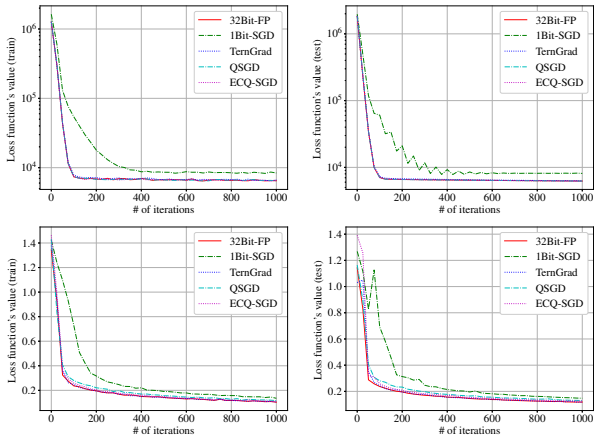 Loss function's value (train)
10^6
10^5
10^4
32Bit-FP
1Bit-SGD
TernGrad
QSGD
ECQ-SGD
0 200 400 600 800 1000
# of iterations
Loss function's value (test)
10^6
10^5
10^4
32Bit-FP
1Bit-SGD
TernGrad
QSGD
ECQ-SGD
0 200 400 600 800 1000
# of iterations
Loss function's value (train)
1.4
1.2
1.0
0.8
0.6
0.4
0.2
32Bit-FP
1Bit-SGD
TernGrad
QSGD
ECQ-SGD
0 200 400 600 800 1000
# of iterations
Loss function's value (test)
1.4
1.2
1.0
0.8
0.6
0.4
0.2
32Bit-FP
1Bit-SGD
TernGrad
QSGD
ECQ-SGD
0 200 400 600 800 1000
# of iterations